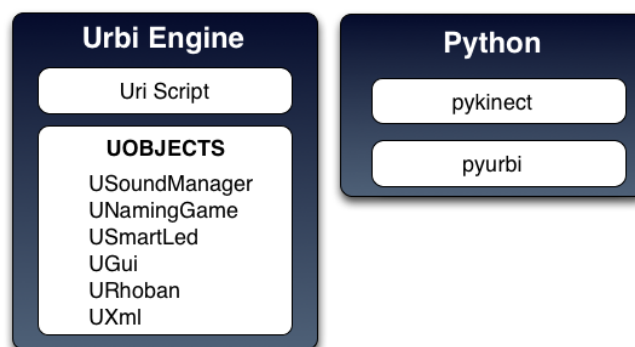 Urbi Engine
Uri Script
UOBJECTS
USoundManager
UNamingGame
USmartLed
UGui
URhoban
UXml
Python
pykinect
pyurbi